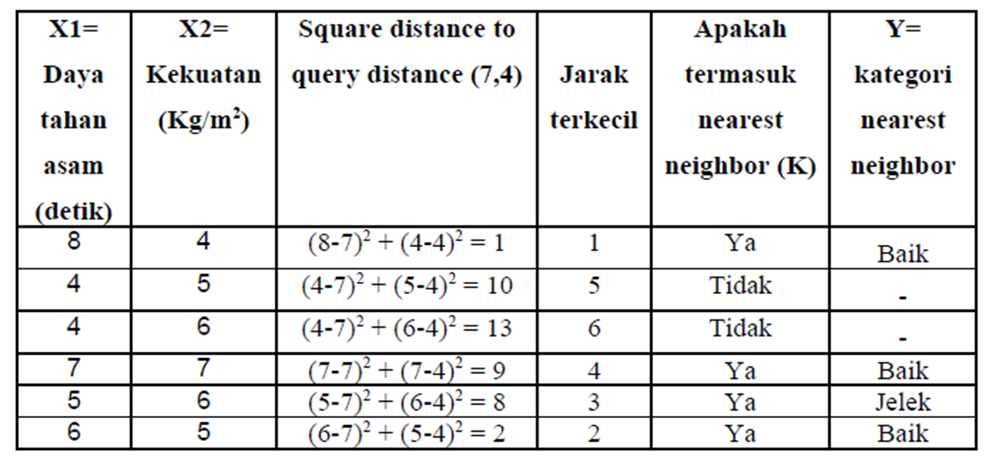 X1= Daya tahan asam (detik) | X2= Kekuatan (Kg/m²) | Square distance to query distance (7,4) | Jarak terkecil | Apakah termasuk nearest neighbor (K) | Y= kategori nearest neighbor
8 | 4 | (8-7)² + (4-4)² = 1 | 1 | Ya | Baik
4 | 5 | (4-7)² + (5-4)² = 10 | 5 | Tidak | -
4 | 6 | (4-7)² + (6-4)² = 13 | 6 | Tidak | -
7 | 7 | (7-7)² + (7-4)² = 9 | 4 | Ya | Baik
5 | 6 | (5-7)² + (6-4)² = 8 | 3 | Ya | Jelek
6 | 5 | (6-7)² + (5-4)² = 2 | 2 | Ya | Baik